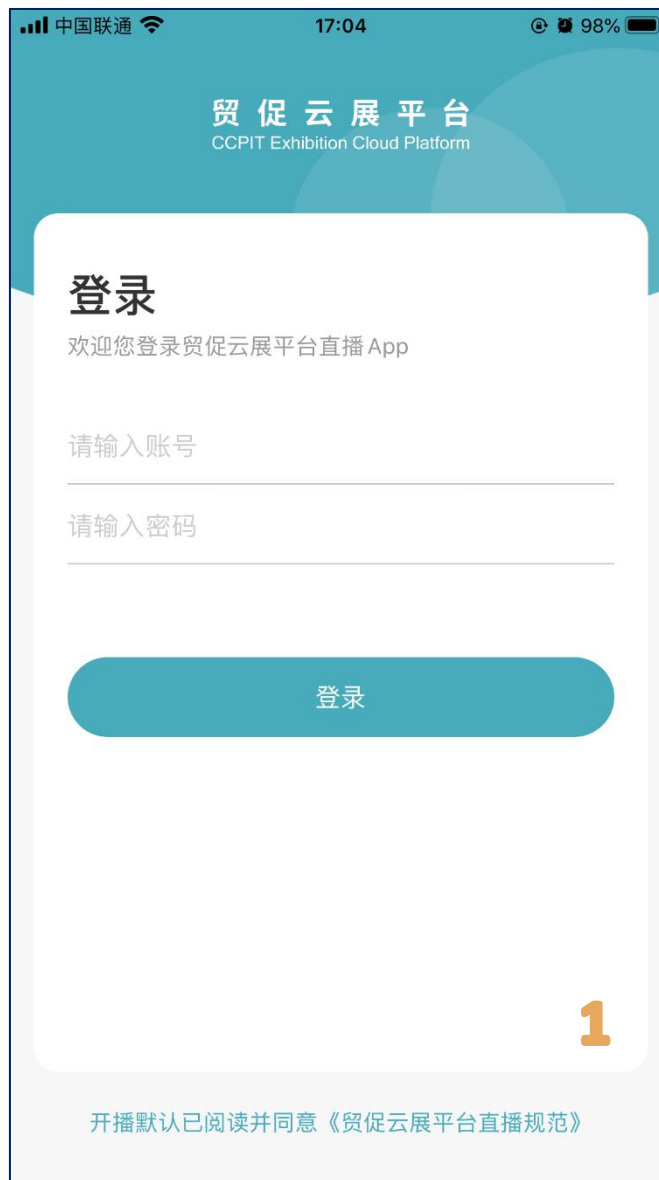 中国联通 17:04 98%
贸促云展平台
CCPIT Exhibition Cloud Platform
登录
欢迎您登录贸促云展平台直播App
请输入账号
请输入密码
登录
1
开播默认已阅读并同意《贸促云展平台直播规范》